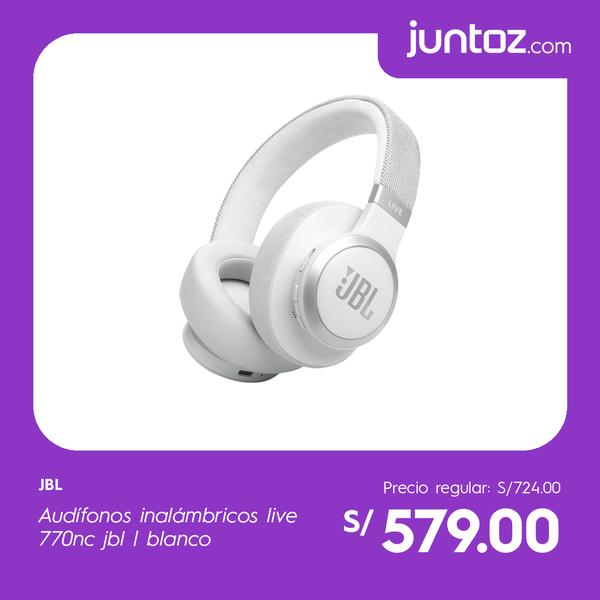 juntoz.com
LIVE
JBL
JBL
Audífonos inalámbricos live
770nc jbl | blanco
Precio regular: S/724.00
S/ 579.00